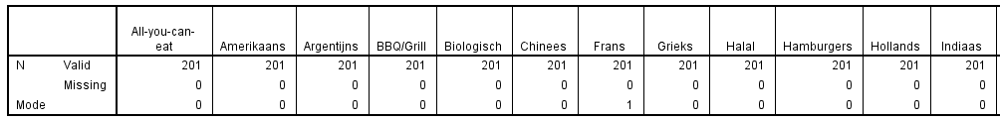 All-you-can-eat Amerikaans Argentijns BBQ/Grill Biologisch Chinees Frans Grieks Halal Hamburgers Hollands Indiaas
N Valid 201 201 201 201 201 201 201 201 201 201 201 201
Missing 0 0 0 0 0 0 0 0 0 0 0 0
Mode 0 0 0 0 0 0 1 0 0 0 0 0